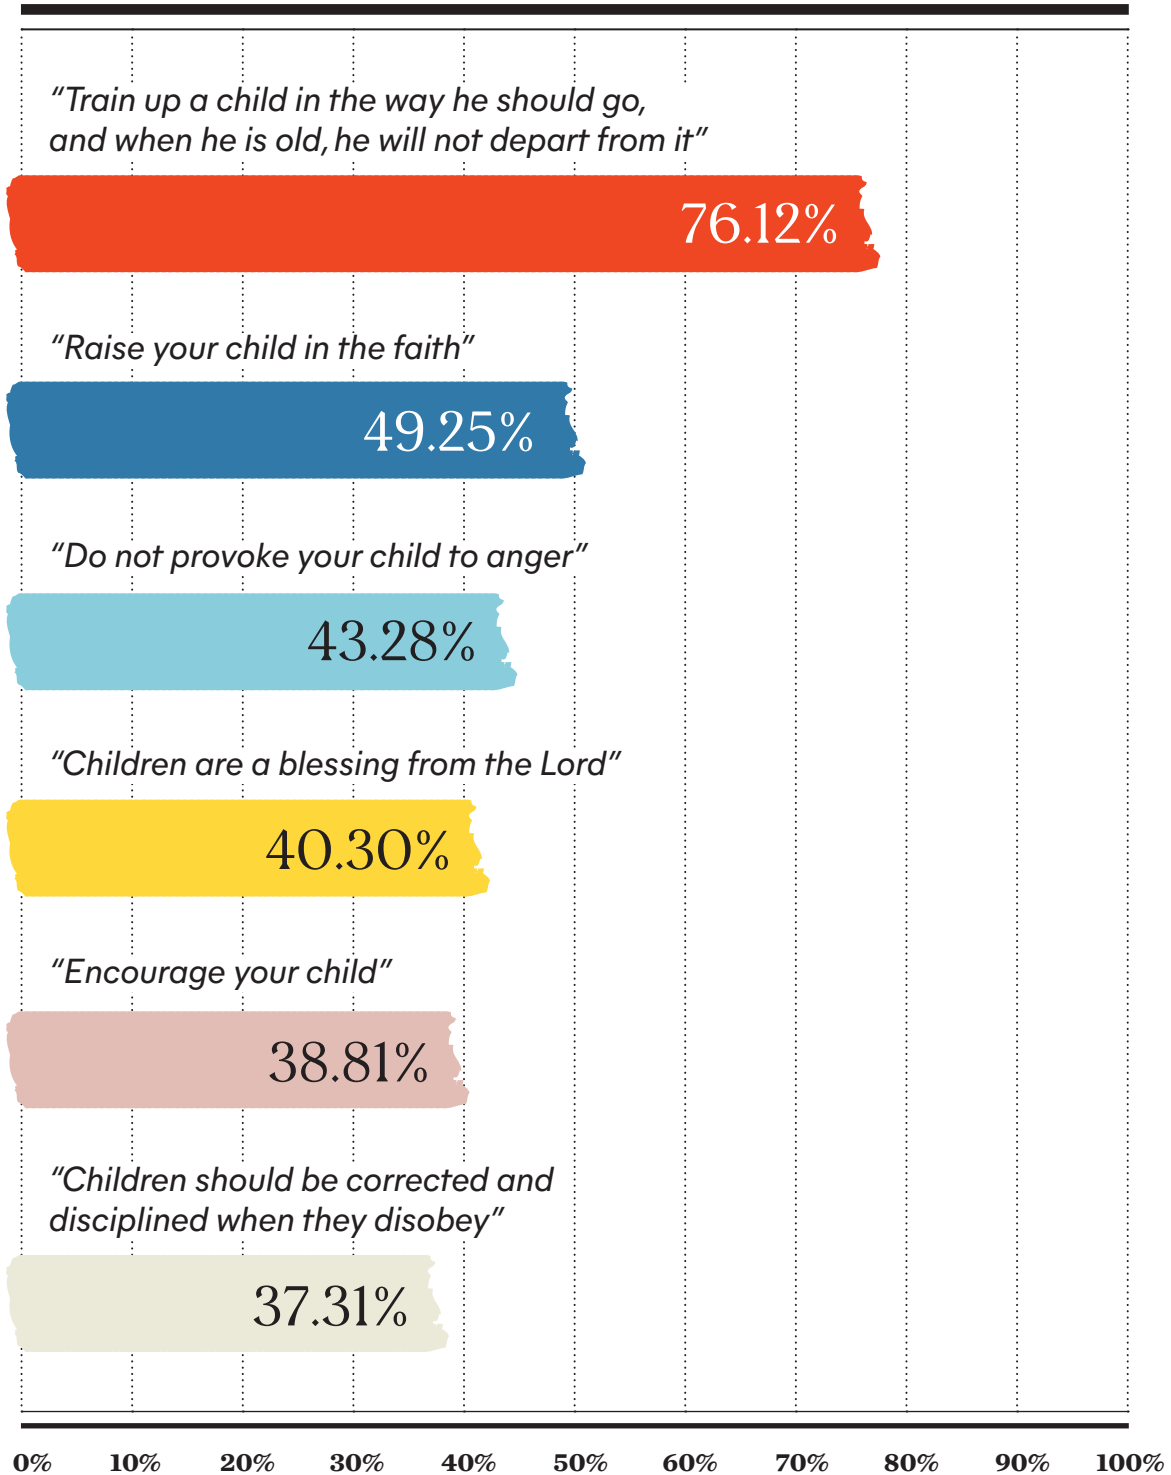 “Train up a child in the way he should go,
and when he is old, he will not depart from it”
76.12%
“Raise your child in the faith”
49.25%
“Do not provoke your child to anger”
43.28%
“Children are a blessing from the Lord”
40.30%
“Encourage your child”
38.81%
“Children should be corrected and
disciplined when they disobey”
37.31%
0% 10% 20% 30% 40% 50% 60% 70% 80% 90% 100%